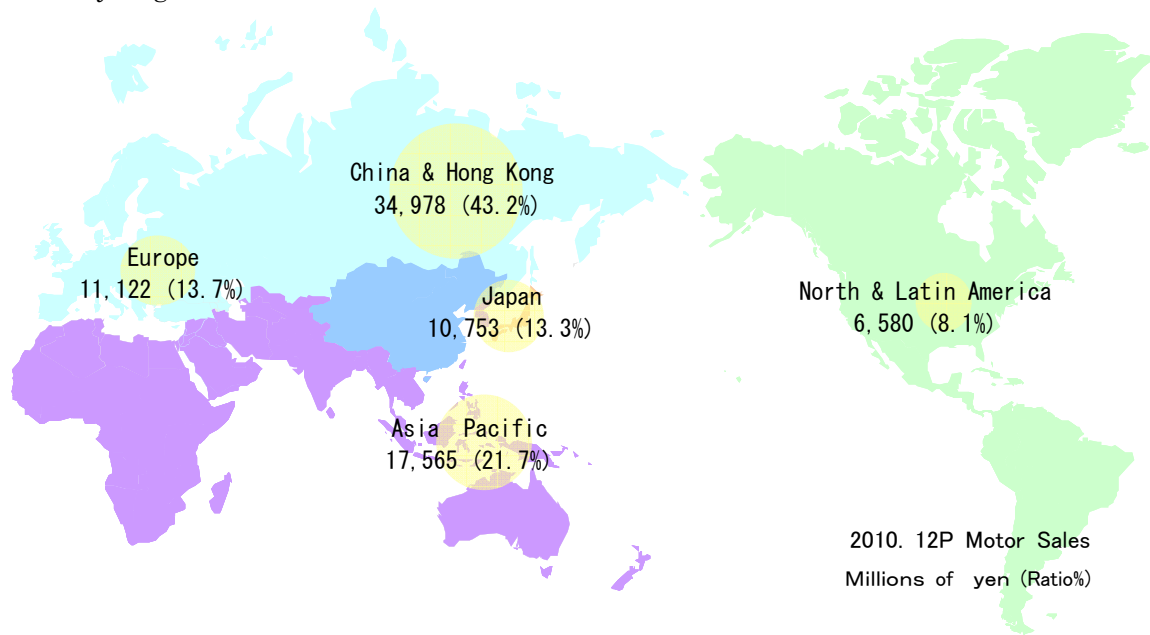 China & Hong Kong
34,978 (43.2%)
Europe
11,122 (13.7%)
Japan
10,753 (13.3%)
North & Latin America
6,580 (8.1%)
Asia Pacific
17,565 (21.7%)
2010. 12P Motor Sales
Millions of yen (Ratio%)